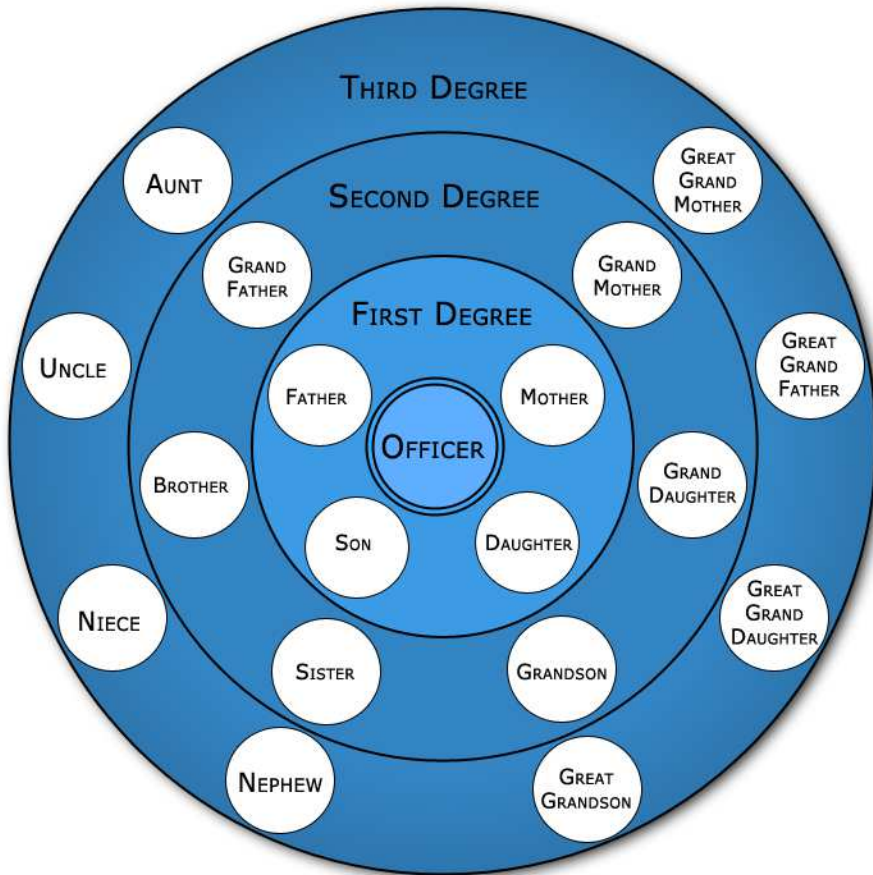 THIRD DEGREE
AUNT
GREAT
GRAND
MOTHER
SECOND DEGREE
GRAND
FATHER
GRAND
MOTHER
FIRST DEGREE
UNCLE
GREAT
GRAND
FATHER
FATHER
MOTHER
OFFICER
BROTHER
GRAND
DAUGHTER
SON
DAUGHTER
NIECE
GREAT
GRAND
DAUGHTER
SISTER
GRANDSON
NEPHEW
GREAT
GRANDSON